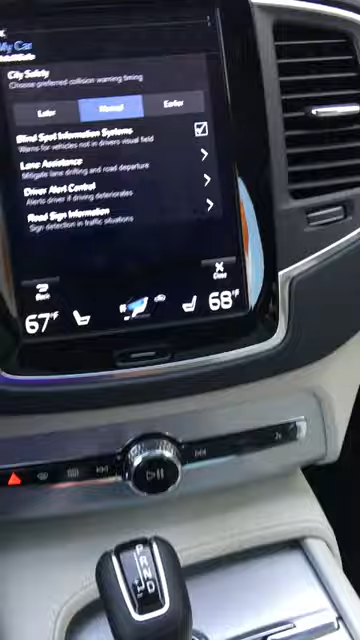 My Car
City Safety
Choose preferred collision warning timing
Later Normal Earlier
Blind Spot Information Systems
Warns for vehicles not in drivers visual field
Lane Assistance
Mitigate lane drifting and road departure
Driver Alert Control
Alerts driver if driving deteriorates
Road Sign Information
Sign detection in traffic situations
Back Close
67°F 68°F
P
R
N
D